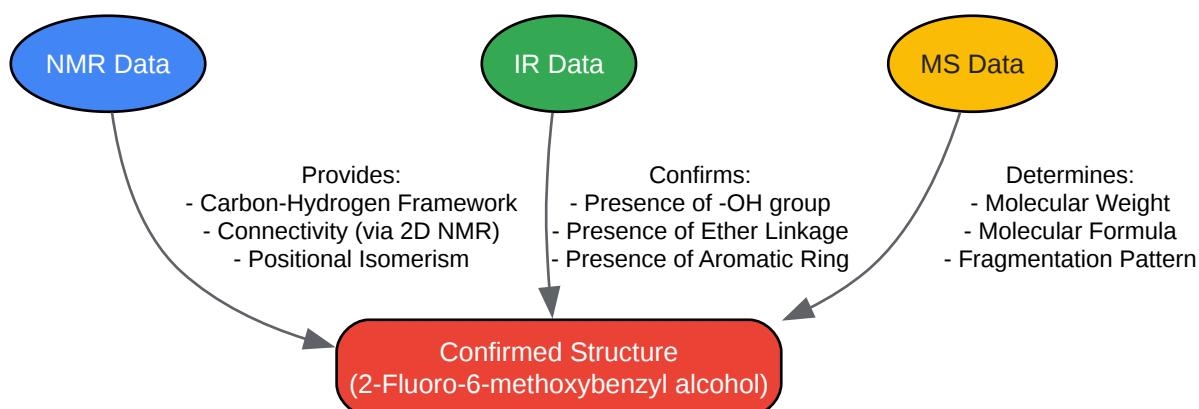 NMR Data
IR Data
MS Data
Provides:
- Carbon-Hydrogen Framework
- Connectivity (via 2D NMR)
- Positional Isomerism
Confirms:
- Presence of -OH group
- Presence of Ether Linkage
- Presence of Aromatic Ring
Determines:
- Molecular Weight
- Molecular Formula
- Fragmentation Pattern
Confirmed Structure
(2-Fluoro-6-methoxybenzyl alcohol)